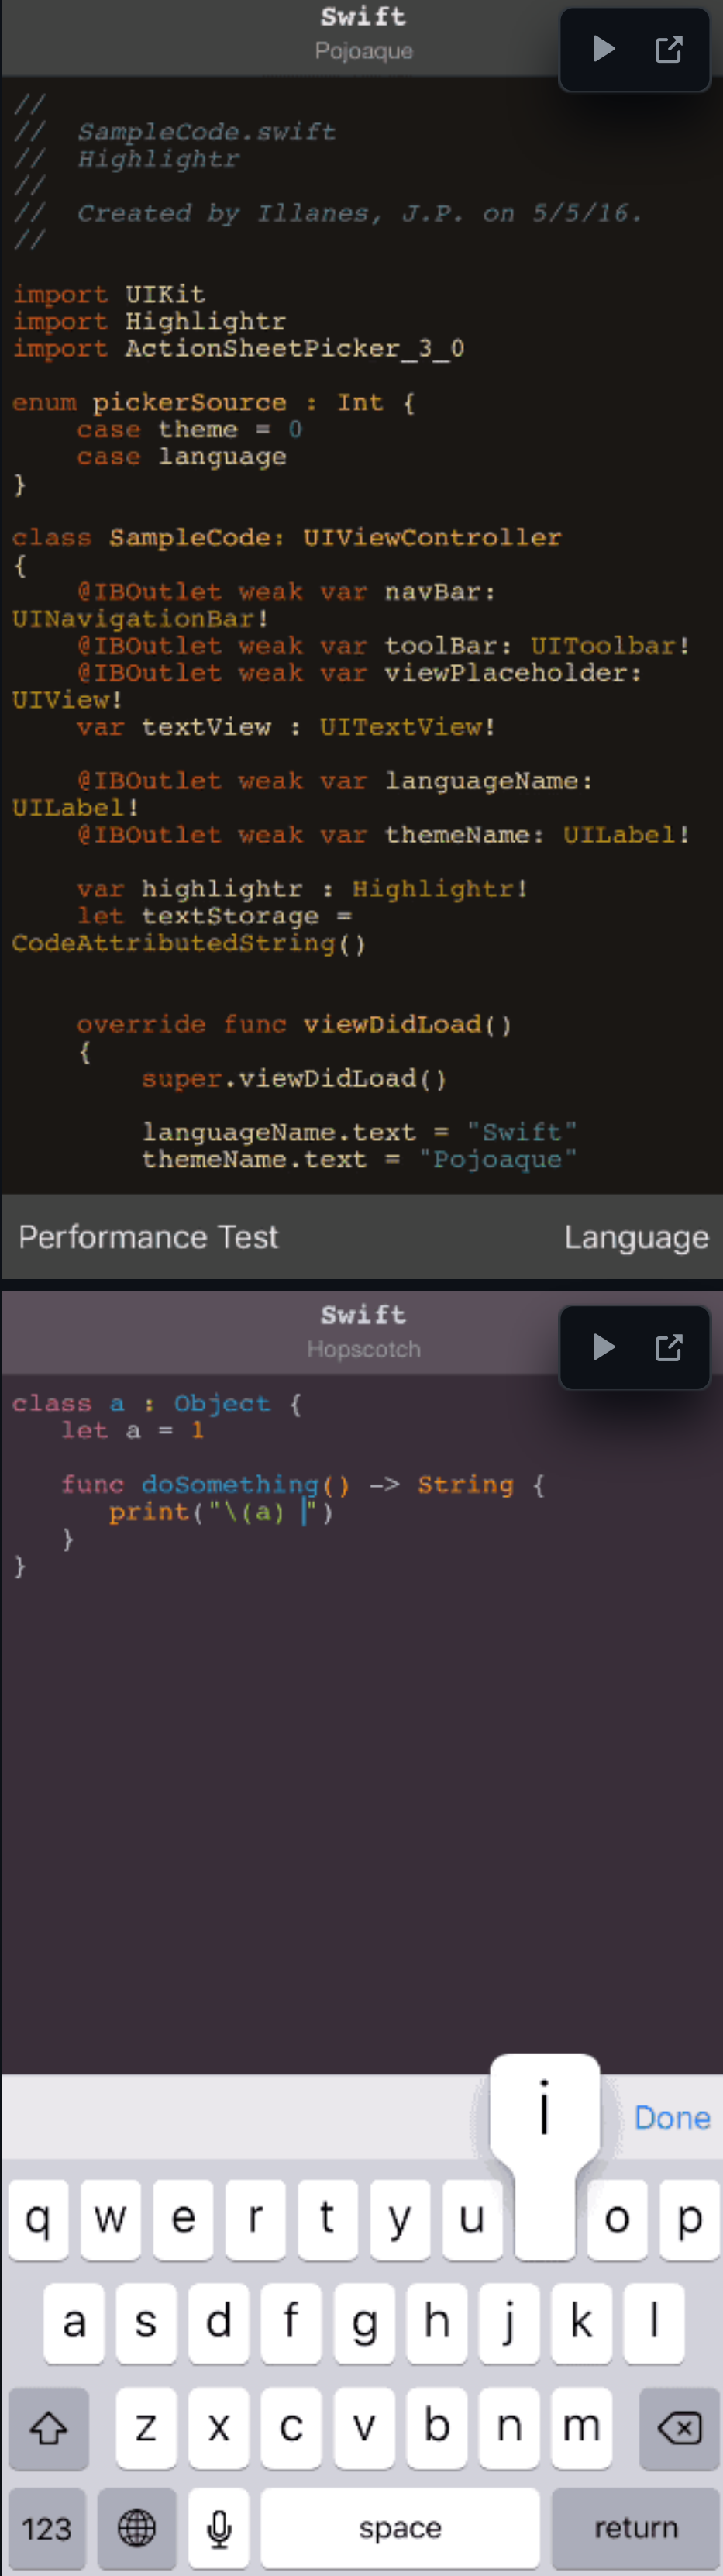 Swift
Pojoaque
//
//  SampleCode.swift
//  Highlightr
//
//  Created by Illanes, J.P. on 5/5/16.
//
import UIKit
import Highlightr
import ActionSheetPicker_3_0
enum pickerSource : Int {
    case theme = 0
    case language
}
class SampleCode: UIViewController
{
    @IBOutlet weak var navBar:
UINavigationBar!
    @IBOutlet weak var toolBar: UIToolbar!
    @IBOutlet weak var viewPlaceholder:
UIView!
    var textView : UITextView!
    @IBOutlet weak var languageName:
UILabel!
    @IBOutlet weak var themeName: UILabel!
    var highlightr : Highlightr!
    let textStorage =
CodeAttributedString()
    override func viewDidLoad()
    {
        super.viewDidLoad()
        languageName.text = "Swift"
        themeName.text = "Pojoaque"
Performance Test Language
Swift
Hopscotch
class a : Object {
   let a = 1
   func doSomething() -> String {
      print("\(a) ")
   }
}
i
Done
q w e r t y u o p
a s d f g h j k l
z x c v b n m
123 space return